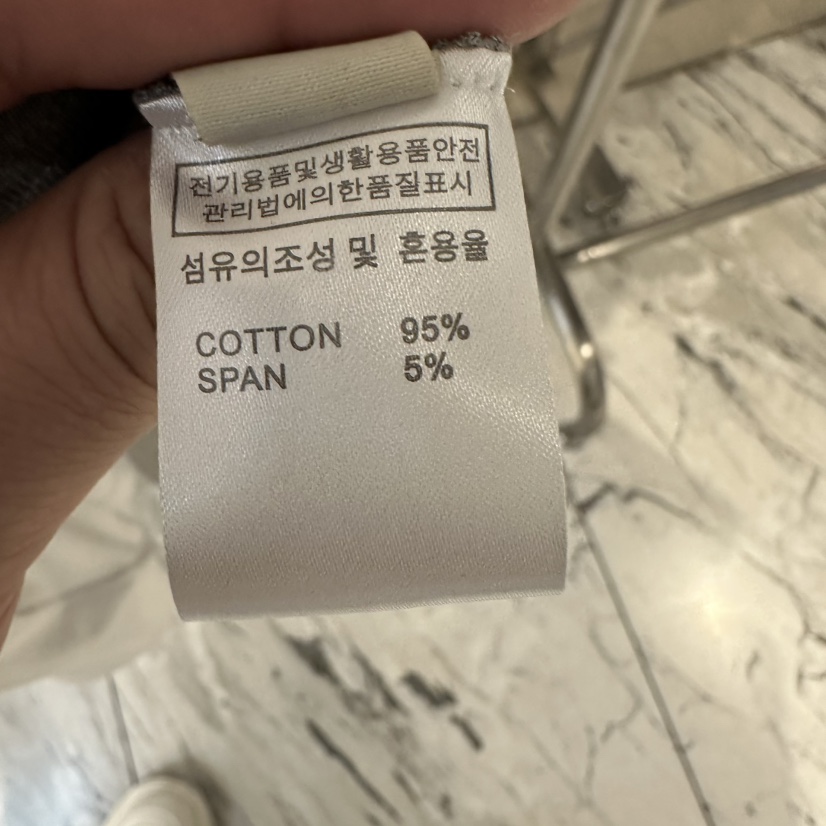 전기용품및생활용품안전
관리법에의한품질표시
섬유의조성 및 혼용율
COTTON 95%
SPAN 5%